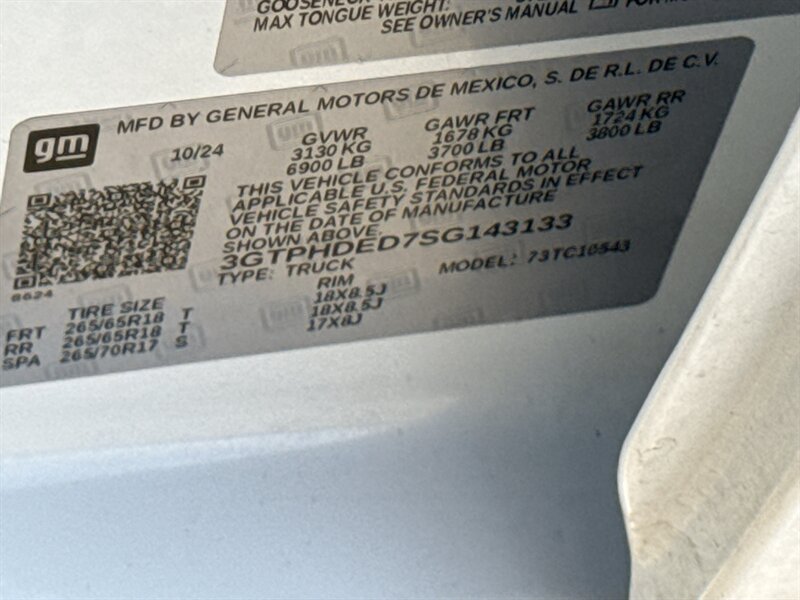 GOOSENECK
MAX TONGUE WEIGHT:
SEE OWNER'S MANUAL FOR
MFD BY GENERAL MOTORS DE MEXICO, S. DE R.L. DE C.V.
gm
10/24
GVWR
3130 KG
6900 LB
GAWR FRT
1678 KG
3700 LB
GAWR RR
1724 KG
3800 LB
THIS VEHICLE CONFORMS TO ALL
APPLICABLE U.S. FEDERAL MOTOR
VEHICLE SAFETY STANDARDS IN EFFECT
ON THE DATE OF MANUFACTURE
SHOWN ABOVE.
3GTPHDED7SG143133
TYPE: TRUCK
MODEL: 73TC10543
8624
TIRE SIZE
RIM
FRT 265/65R18 T 18X8.5J
RR 265/65R18 T 18X8.5J
SPA 265/70R17 S 17X8J